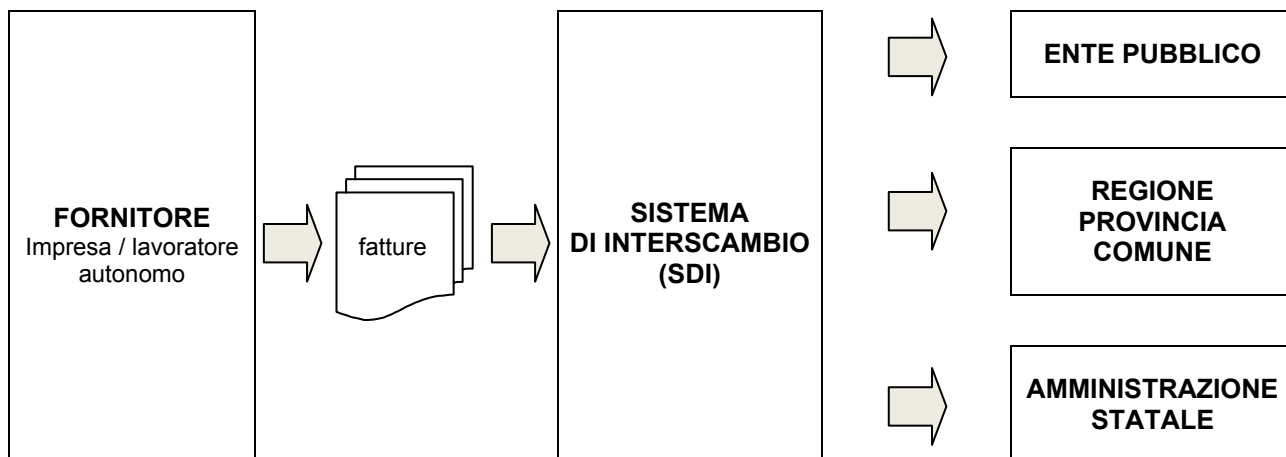 FORNITORE
Impresa / lavoratore
autonomo
fatture
SISTEMA
DI INTERSCAMBIO
(SDI)
ENTE PUBBLICO
REGIONE
PROVINCIA
COMUNE
AMMINISTRAZIONE
STATALE